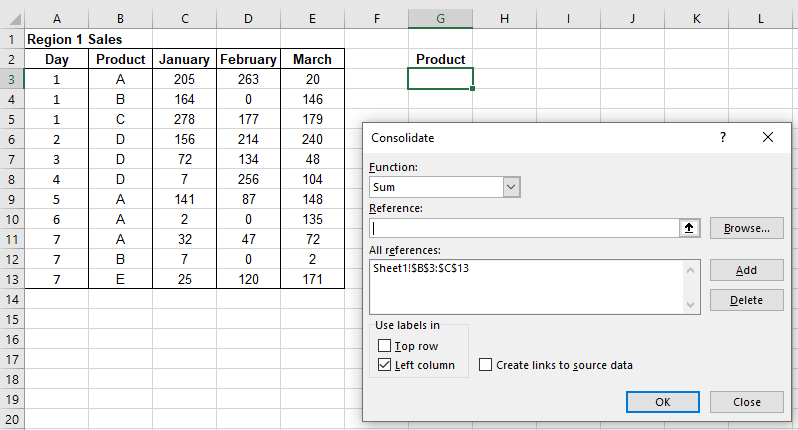 A B C D E F G H I J K L
1 Region 1 Sales
2 Day Product January February March Product
3 1 A 205 263 20
4 1 B 164 0 146
5 1 C 278 177 179
6 2 D 156 214 240
7 3 D 72 134 48
8 4 D 7 256 104
9 5 A 141 87 148
10 6 A 2 0 135
11 7 A 32 47 72
12 7 B 7 0 2
13 7 E 25 120 171
14
15
16
17
18
19
20
Consolidate ? ×
Function:
Sum
Reference:
Browse...
All references:
Sheet1!$B$3:$C$13
Add
Delete
Use labels in
Top row
Left column Create links to source data
OK Close